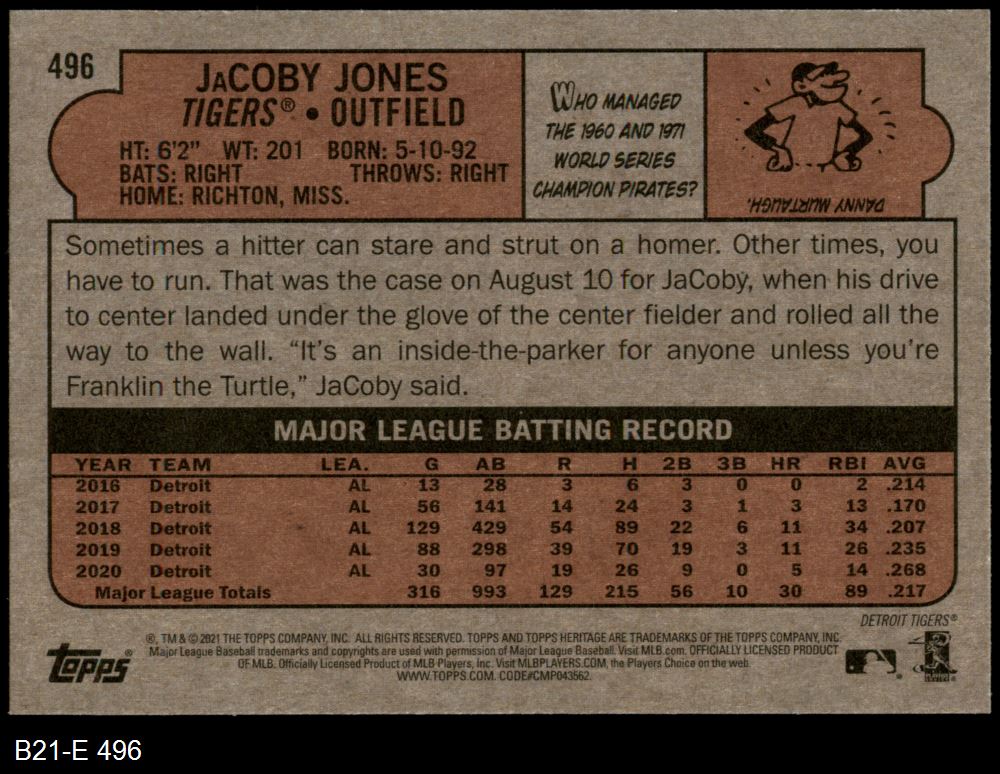 496
JACOBY JONES
TIGERS® • OUTFIELD
HT: 6'2" WT: 201 BORN: 5-10-92
BATS: RIGHT THROWS: RIGHT
HOME: RICHTON, MISS.
WHO MANAGED
THE 1960 AND 1971
WORLD SERIES
CHAMPION PIRATES?
DANNY MURTAUGH.
Sometimes a hitter can stare and strut on a homer. Other times, you
have to run. That was the case on August 10 for JaCoby, when his drive
to center landed under the glove of the center fielder and rolled all the
way to the wall. “It’s an inside-the-parker for anyone unless you’re
Franklin the Turtle,” JaCoby said.
MAJOR LEAGUE BATTING RECORD
YEAR TEAM LEA. G AB R H 2B 3B HR RBI AVG
2016 Detroit AL 13 28 3 6 3 0 0 2 .214
2017 Detroit AL 56 141 14 24 3 1 3 13 .170
2018 Detroit AL 129 429 54 89 22 6 11 34 .207
2019 Detroit AL 88 298 39 70 19 3 11 26 .235
2020 Detroit AL 30 97 19 26 9 0 5 14 .268
Major League Totals 316 993 129 215 56 10 30 89 .217
DETROIT TIGERS®
Topps®
®, TM & © 2021 THE TOPPS COMPANY, INC. ALL RIGHTS RESERVED. TOPPS AND TOPPS HERITAGE ARE TRADEMARKS OF THE TOPPS COMPANY, INC.
Major League Baseball trademarks and copyrights are used with permission of Major League Baseball. Visit MLB.com. OFFICIALLY LICENSED PRODUCT
OF MLB. Officially Licensed Product of MLB Players, Inc. Visit MLBPLAYERS.COM, the Players Choice on the web.
WWW.TOPPS.COM. CODE#CMP043562.
B21-E 496